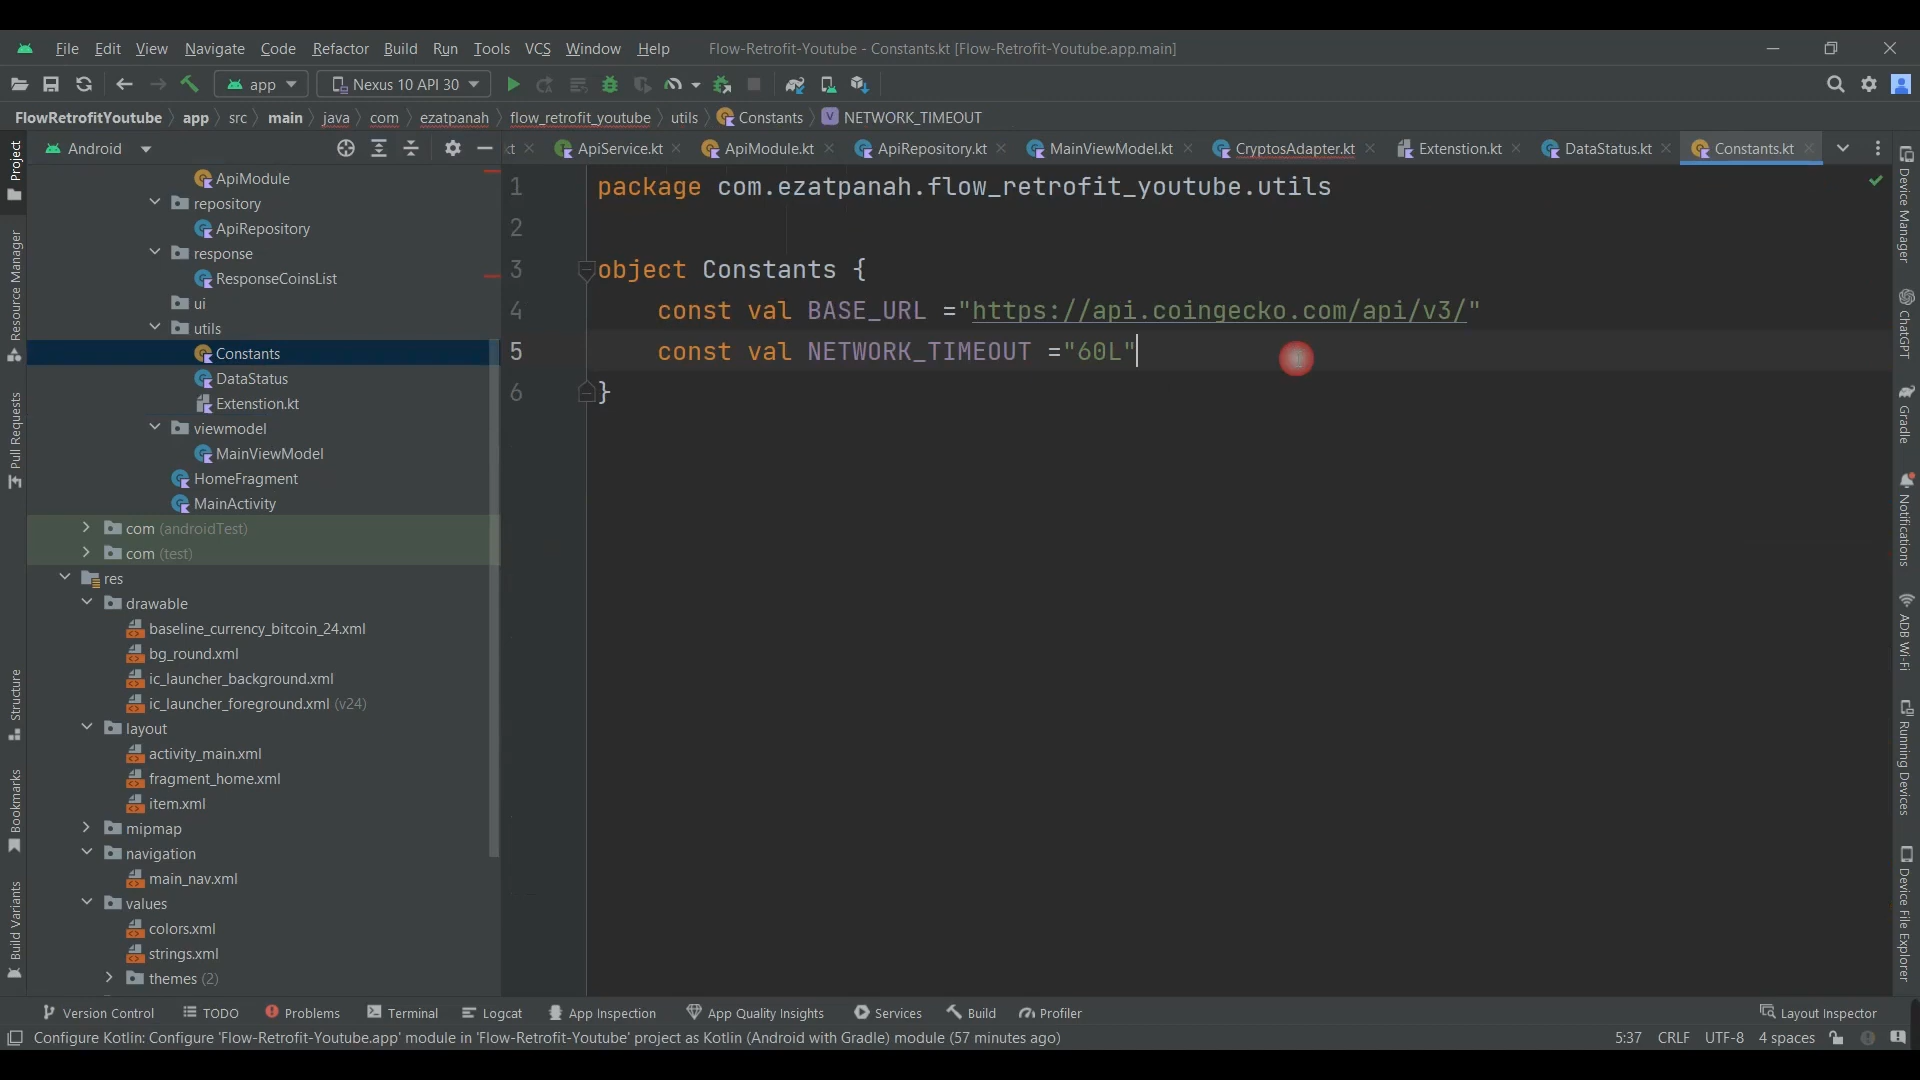 File Edit View Navigate Code Refactor Build Run Tools VCS Window Help Flow-Retrofit-Youtube - Constants.kt [Flow-Retrofit-Youtube.app.main]
app Nexus 10 API 30
FlowRetrofitYoutube app src main java com ezatpanah flow_retrofit_youtube utils Constants NETWORK_TIMEOUT
Android
kt ApiService.kt ApiModule.kt ApiRepository.kt MainViewModel.kt CryptosAdapter.kt Extenstion.kt DataStatus.kt Constants.kt
Project
Resource Manager
Pull Requests
Structure
Bookmarks
Build Variants
ApiModule
repository
ApiRepository
response
ResponseCoinsList
ui
utils
Constants
DataStatus
Extenstion.kt
viewmodel
MainViewModel
HomeFragment
MainActivity
com (androidTest)
com (test)
res
drawable
baseline_currency_bitcoin_24.xml
bg_round.xml
ic_launcher_background.xml
ic_launcher_foreground.xml (v24)
layout
activity_main.xml
fragment_home.xml
item.xml
mipmap
navigation
main_nav.xml
values
colors.xml
strings.xml
themes (2)
1 package com.ezatpanah.flow_retrofit_youtube.utils
2
3 object Constants {
4 const val BASE_URL ="https://api.coingecko.com/api/v3/"
5 const val NETWORK_TIMEOUT ="60L"
6 }
Device Manager
ChatGPT
Gradle
Notifications
ADB Wi-Fi
Running Devices
Device File Explorer
Version Control TODO Problems Terminal Logcat App Inspection App Quality Insights Services Build Profiler Layout Inspector
Configure Kotlin: Configure 'Flow-Retrofit-Youtube.app' module in 'Flow-Retrofit-Youtube' project as Kotlin (Android with Gradle) module (57 minutes ago) 5:37 CRLF UTF-8 4 spaces